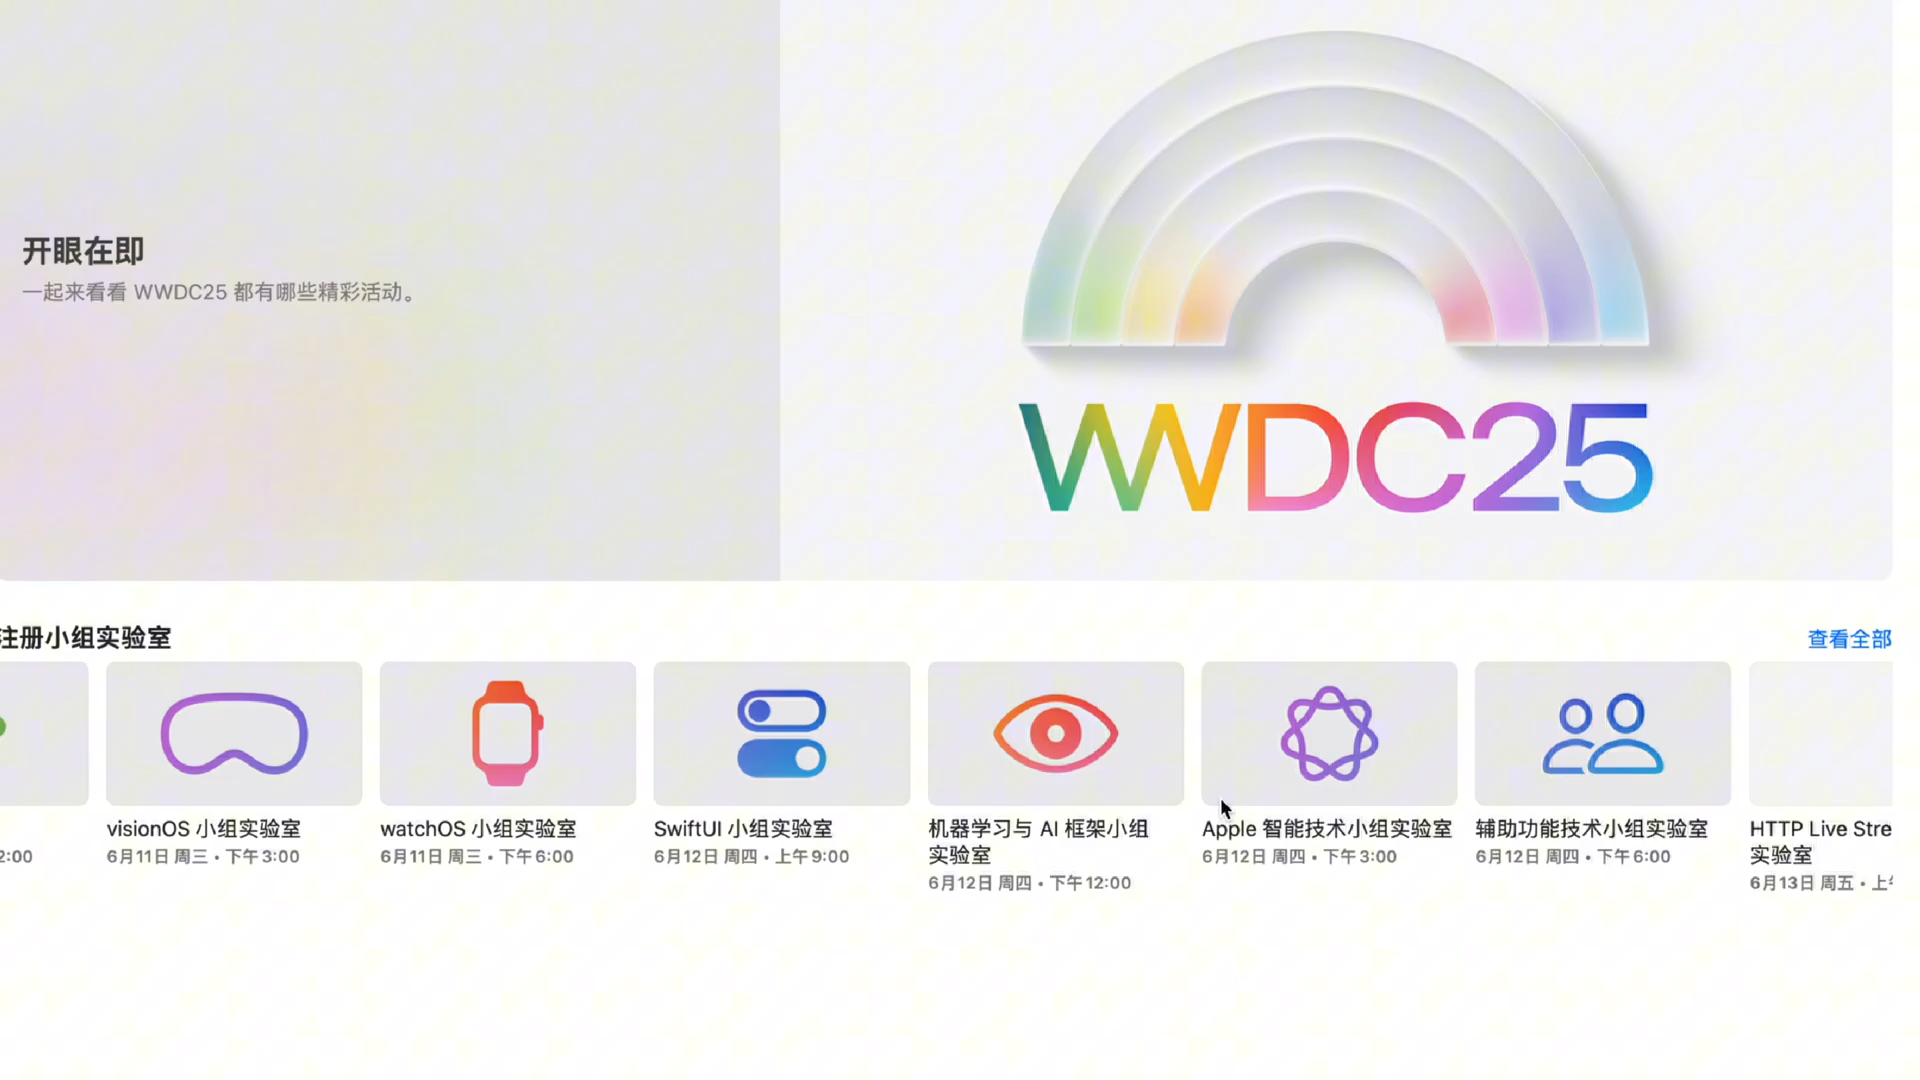 开眼在即
一起来看看 WWDC25 都有哪些精彩活动。
WWDC25
注册小组实验室
查看全部
2:00
visionOS 小组实验室
6月11日 周三 • 下午3:00
watchOS 小组实验室
6月11日 周三 • 下午6:00
SwiftUI 小组实验室
6月12日 周四 • 上午9:00
机器学习与 AI 框架小组
实验室
6月12日 周四 • 下午12:00
Apple 智能技术小组实验室
6月12日 周四 • 下午3:00
辅助功能技术小组实验室
6月12日 周四 • 下午6:00
HTTP Live Stre
实验室
6月13日 周五 • 上